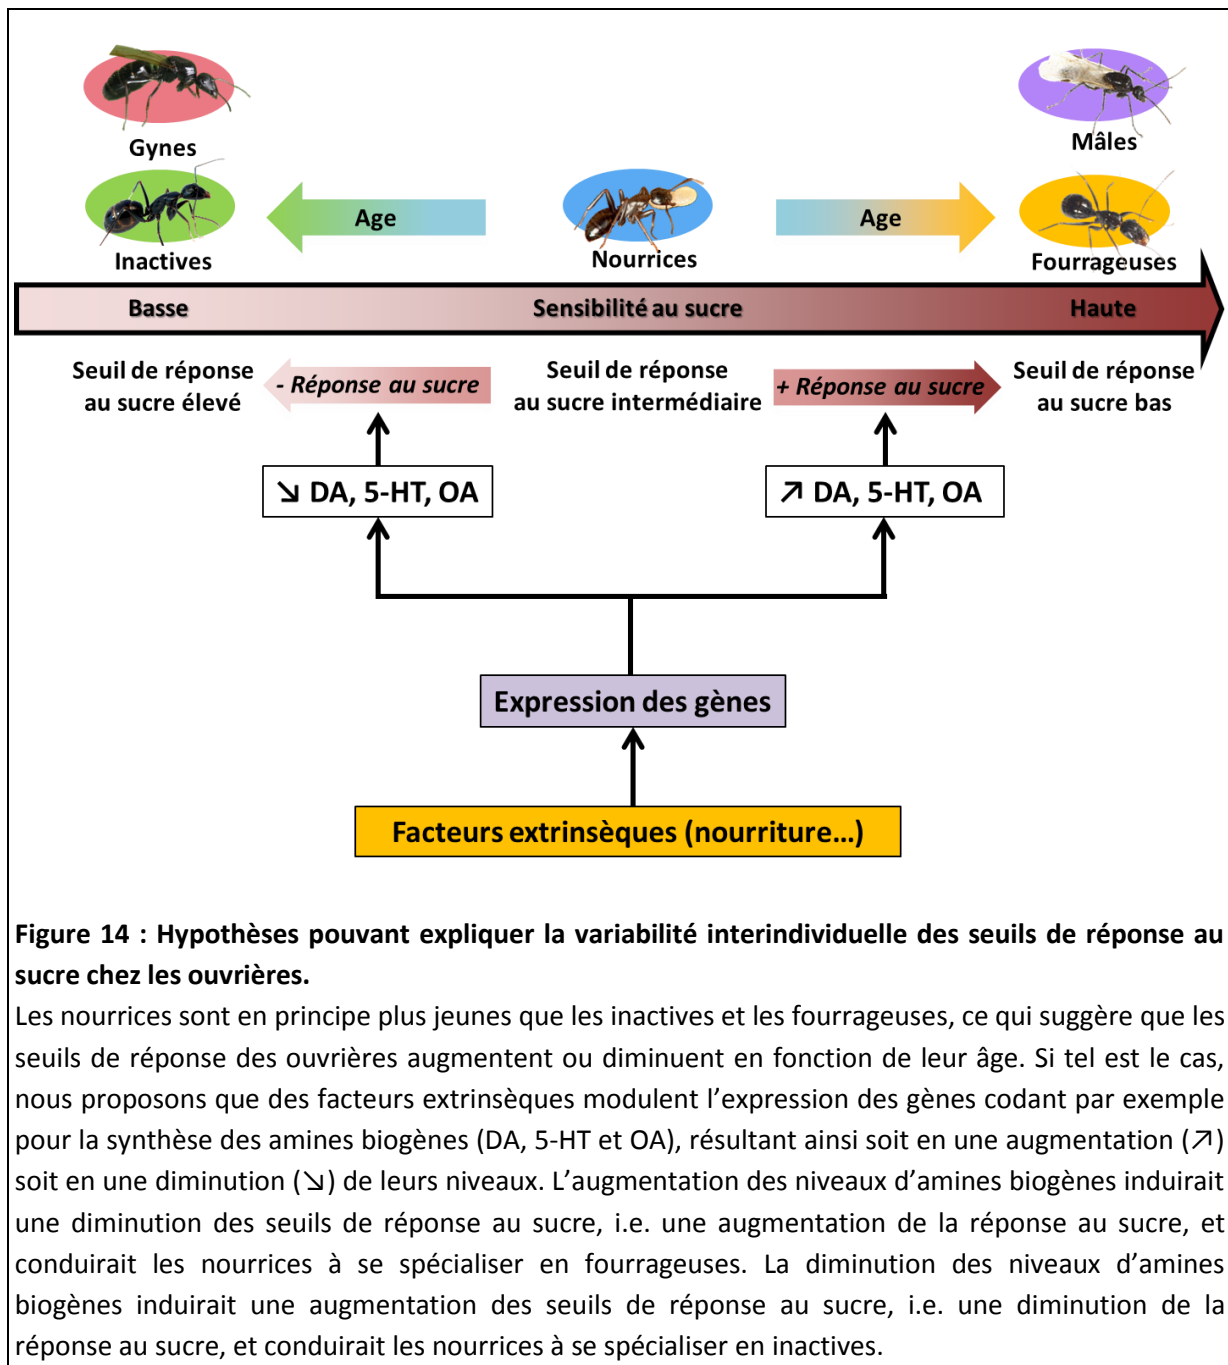 Gynes
Mâles
Age
Age
Inactives
Nourrices
Fourrageuses
Basse
Sensibilité au sucre
Haute
Seuil de réponse
au sucre élevé
- Réponse au sucre
Seuil de réponse
au sucre intermédiaire
+ Réponse au sucre
Seuil de réponse
au sucre bas
↘ DA, 5-HT, OA
↗ DA, 5-HT, OA
Expression des gènes
Facteurs extrinsèques (nourriture…)
Figure 14 : Hypothèses pouvant expliquer la variabilité interindividuelle des seuils de réponse au
sucre chez les ouvrières.
Les nourrices sont en principe plus jeunes que les inactives et les fourrageuses, ce qui suggère que les
seuils de réponse des ouvrières augmentent ou diminuent en fonction de leur âge. Si tel est le cas,
nous proposons que des facteurs extrinsèques modulent l’expression des gènes codant par exemple
pour la synthèse des amines biogènes (DA, 5-HT et OA), résultant ainsi soit en une augmentation (↗)
soit en une diminution (↘) de leurs niveaux. L’augmentation des niveaux d’amines biogènes induirait
une diminution des seuils de réponse au sucre, i.e. une augmentation de la réponse au sucre, et
conduirait les nourrices à se spécialiser en fourrageuses. La diminution des niveaux d’amines
biogènes induirait une augmentation des seuils de réponse au sucre, i.e. une diminution de la
réponse au sucre, et conduirait les nourrices à se spécialiser en inactives.